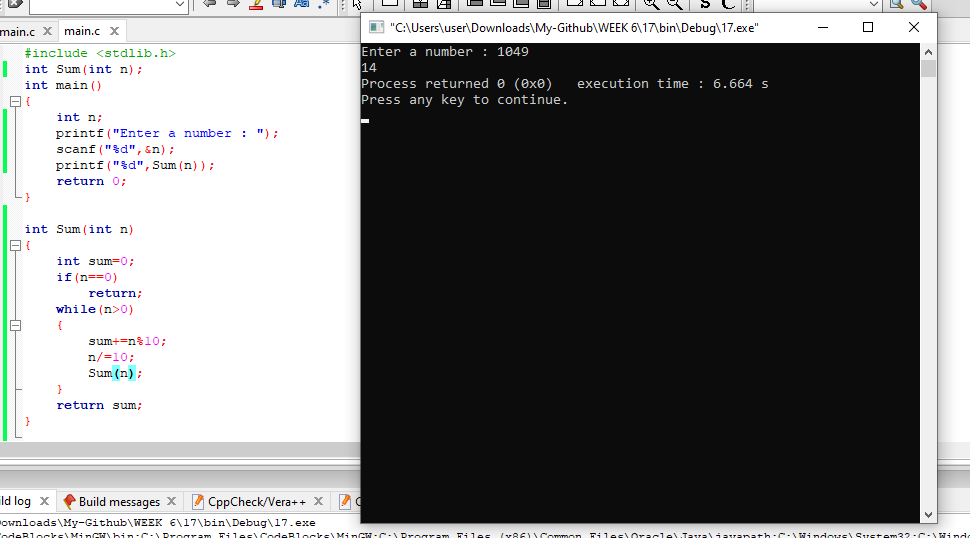 main.c main.c
#include <stdlib.h>
int Sum(int n);
int main()
{
int n;
printf("Enter a number : ");
scanf("%d",&n);
printf("%d",Sum(n));
return 0;
}
int Sum(int n)
{
int sum=0;
if(n==0)
return;
while(n>0)
{
sum+=n%10;
n/=10;
Sum(n);
}
return sum;
}
"C:\Users\user\Downloads\My-Github\WEEK 6\17\bin\Debug\17.exe"
Enter a number : 1049
14
Process returned 0 (0x0)   execution time : 6.664 s
Press any key to continue.
ild log Build messages CppCheck/Vera++
ownloads\My-Github\WEEK 6\17\bin\Debug\17.exe
CodeBlocks\MinGW\bin;C:\Program Files\CodeBlocks\MinGW;C:\Program Files (x86)\Common Files\Oracle\Java\javapath;C:\Windows\System32;C:\Windo